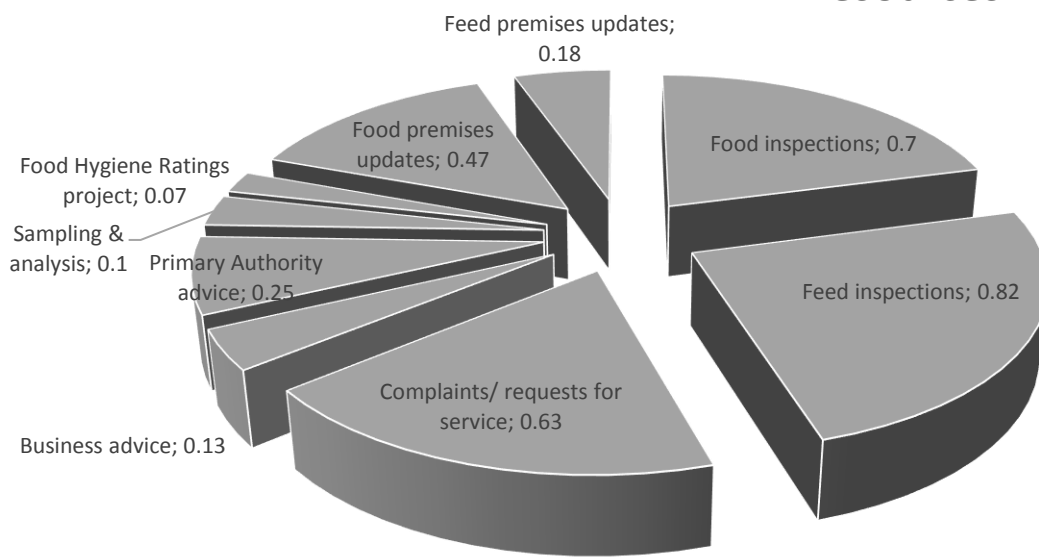 Feed premises updates;
0.18
Food premises
updates; 0.47
Food inspections; 0.7
Food Hygiene Ratings
project; 0.07
Sampling &
analysis; 0.1
Primary Authority
advice; 0.25
Feed inspections; 0.82
Complaints/ requests for
service; 0.63
Business advice; 0.13